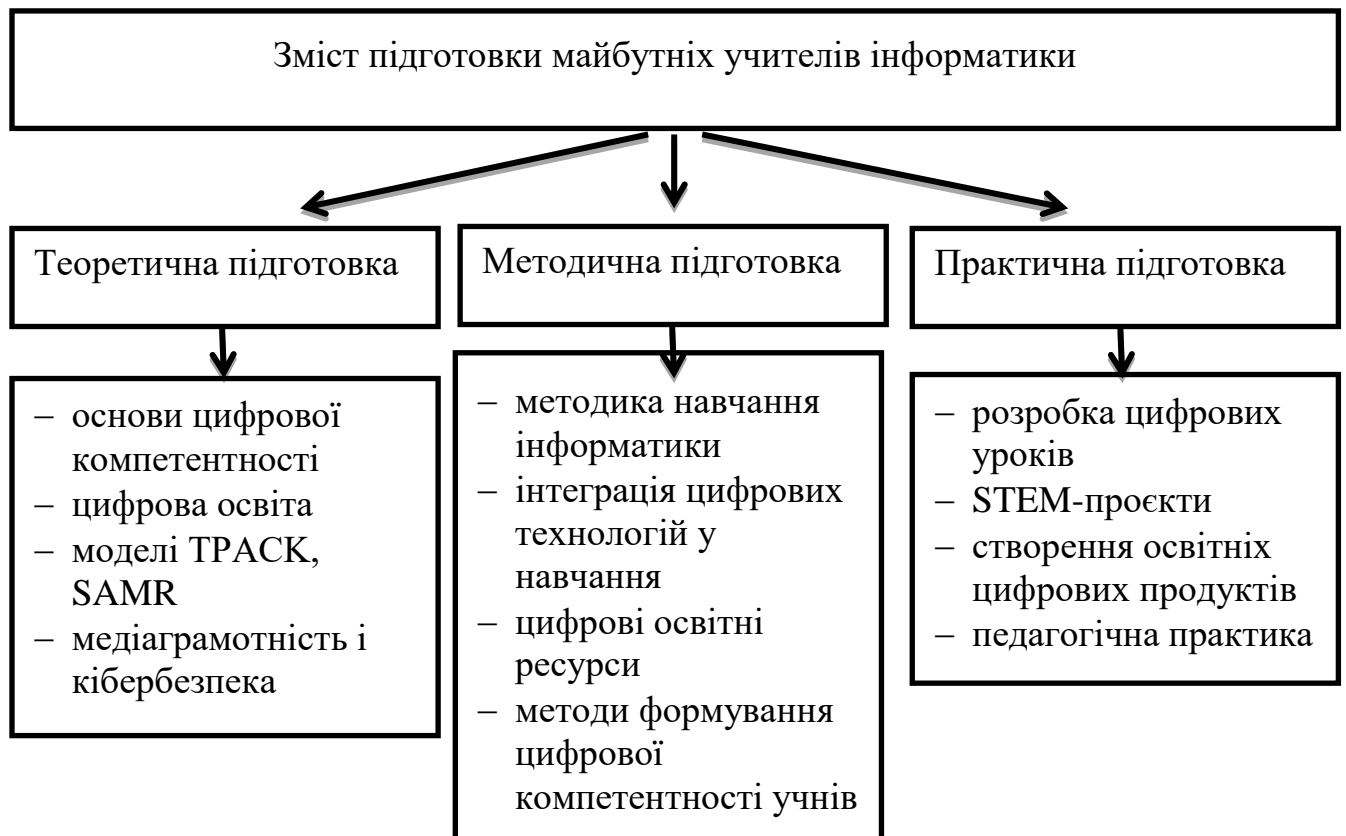 Зміст підготовки майбутніх учителів інформатики
Теоретична підготовка
Методична підготовка
Практична підготовка
– основи цифрової
компетентності
– цифрова освіта
– моделі TPACK,
SAMR
– медіаграмотність і
кібербезпека
– методика навчання
інформатики
– інтеграція цифрових
технологій у
навчання
– цифрові освітні
ресурси
– методи формування
цифрової
компетентності учнів
– розробка цифрових
уроків
– STEM-проєкти
– створення освітніх
цифрових продуктів
– педагогічна практика